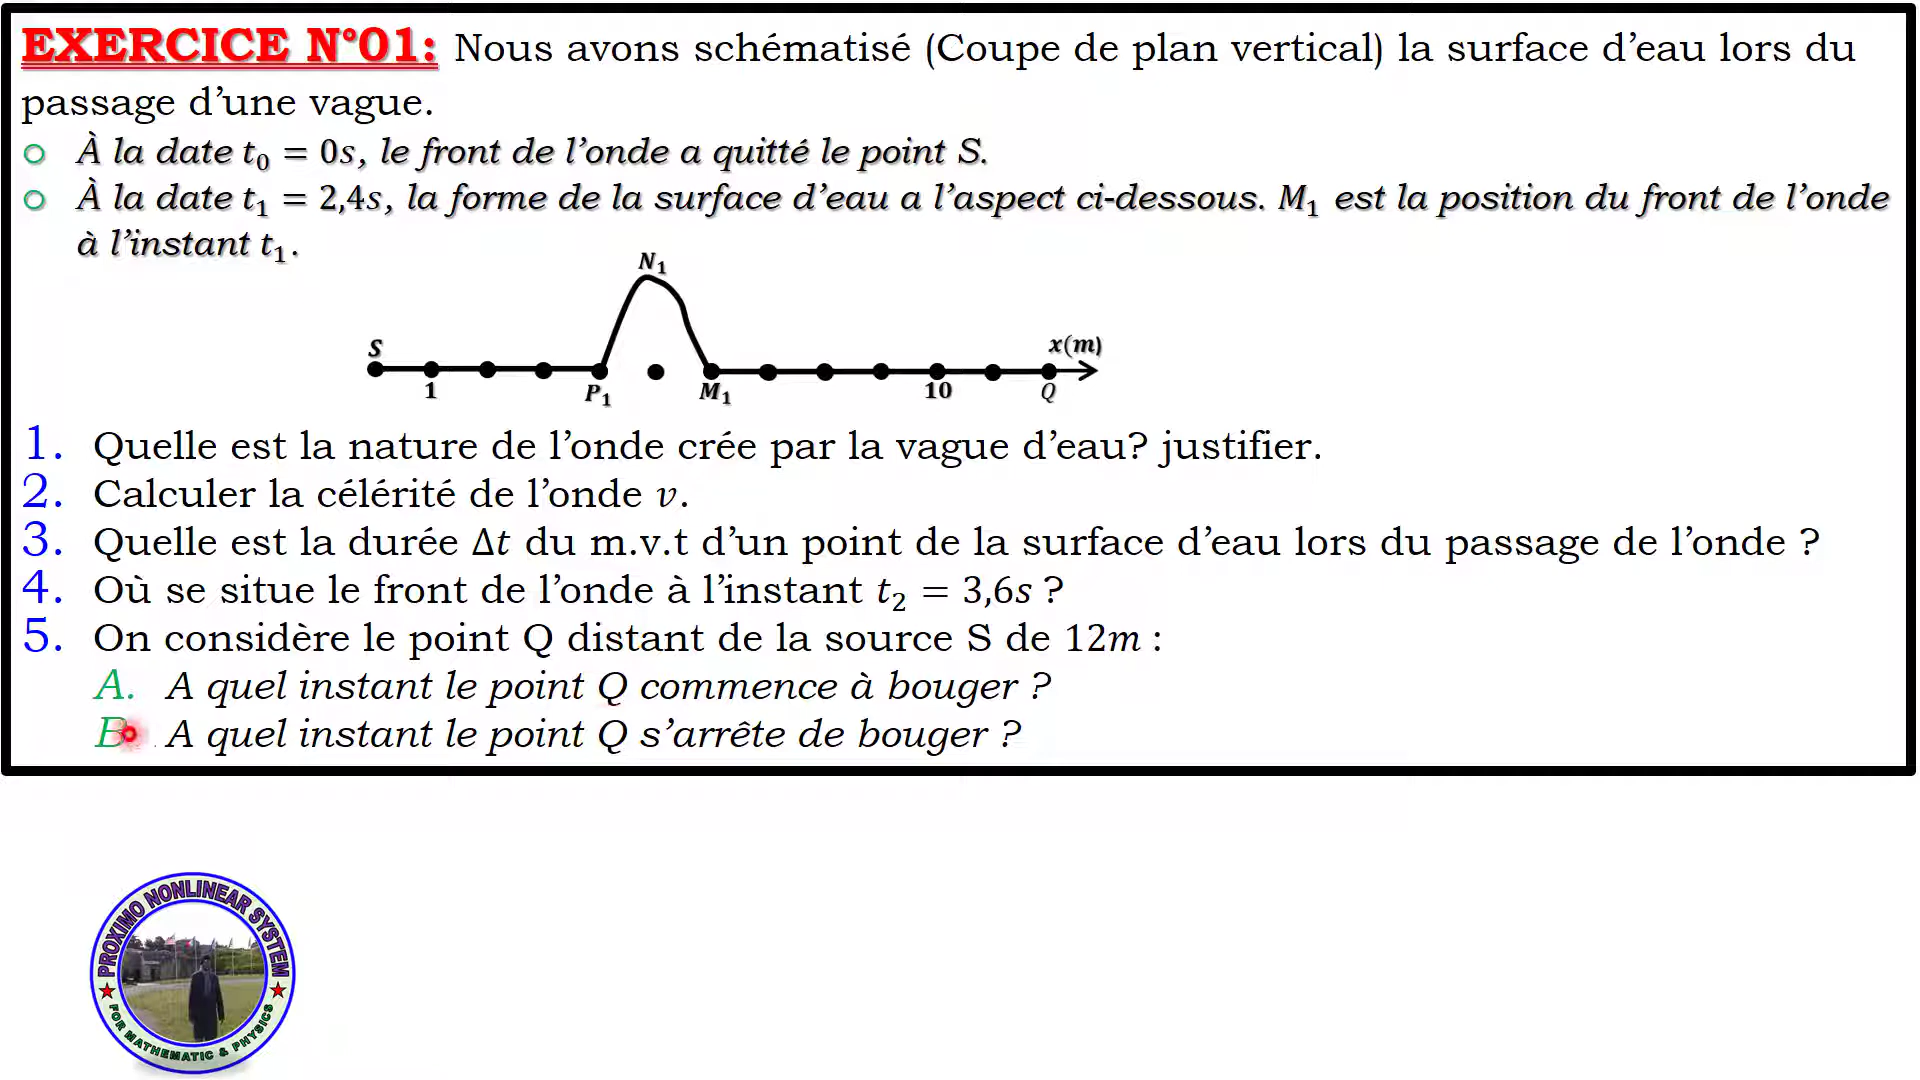 EXERCICE N°01: Nous avons schématisé (Coupe de plan vertical) la surface d’eau lors du
passage d’une vague.
À la date t₀ = 0s, le front de l’onde a quitté le point S.
À la date t₁ = 2,4s, la forme de la surface d’eau a l’aspect ci-dessous. M₁ est la position du front de l’onde
à l’instant t₁.
N₁
S
x(m)
1
P₁
M₁
10
Q
1. Quelle est la nature de l’onde crée par la vague d’eau? justifier.
2. Calculer la célérité de l’onde v.
3. Quelle est la durée Δt du m.v.t d’un point de la surface d’eau lors du passage de l’onde ?
4. Où se situe le front de l’onde à l’instant t₂ = 3,6s ?
5. On considère le point Q distant de la source S de 12m :
A. A quel instant le point Q commence à bouger ?
B. A quel instant le point Q s’arrête de bouger ?
PROXIMO NONLINEAR SYSTEM
FOR MATHEMATIC & PHYSICS